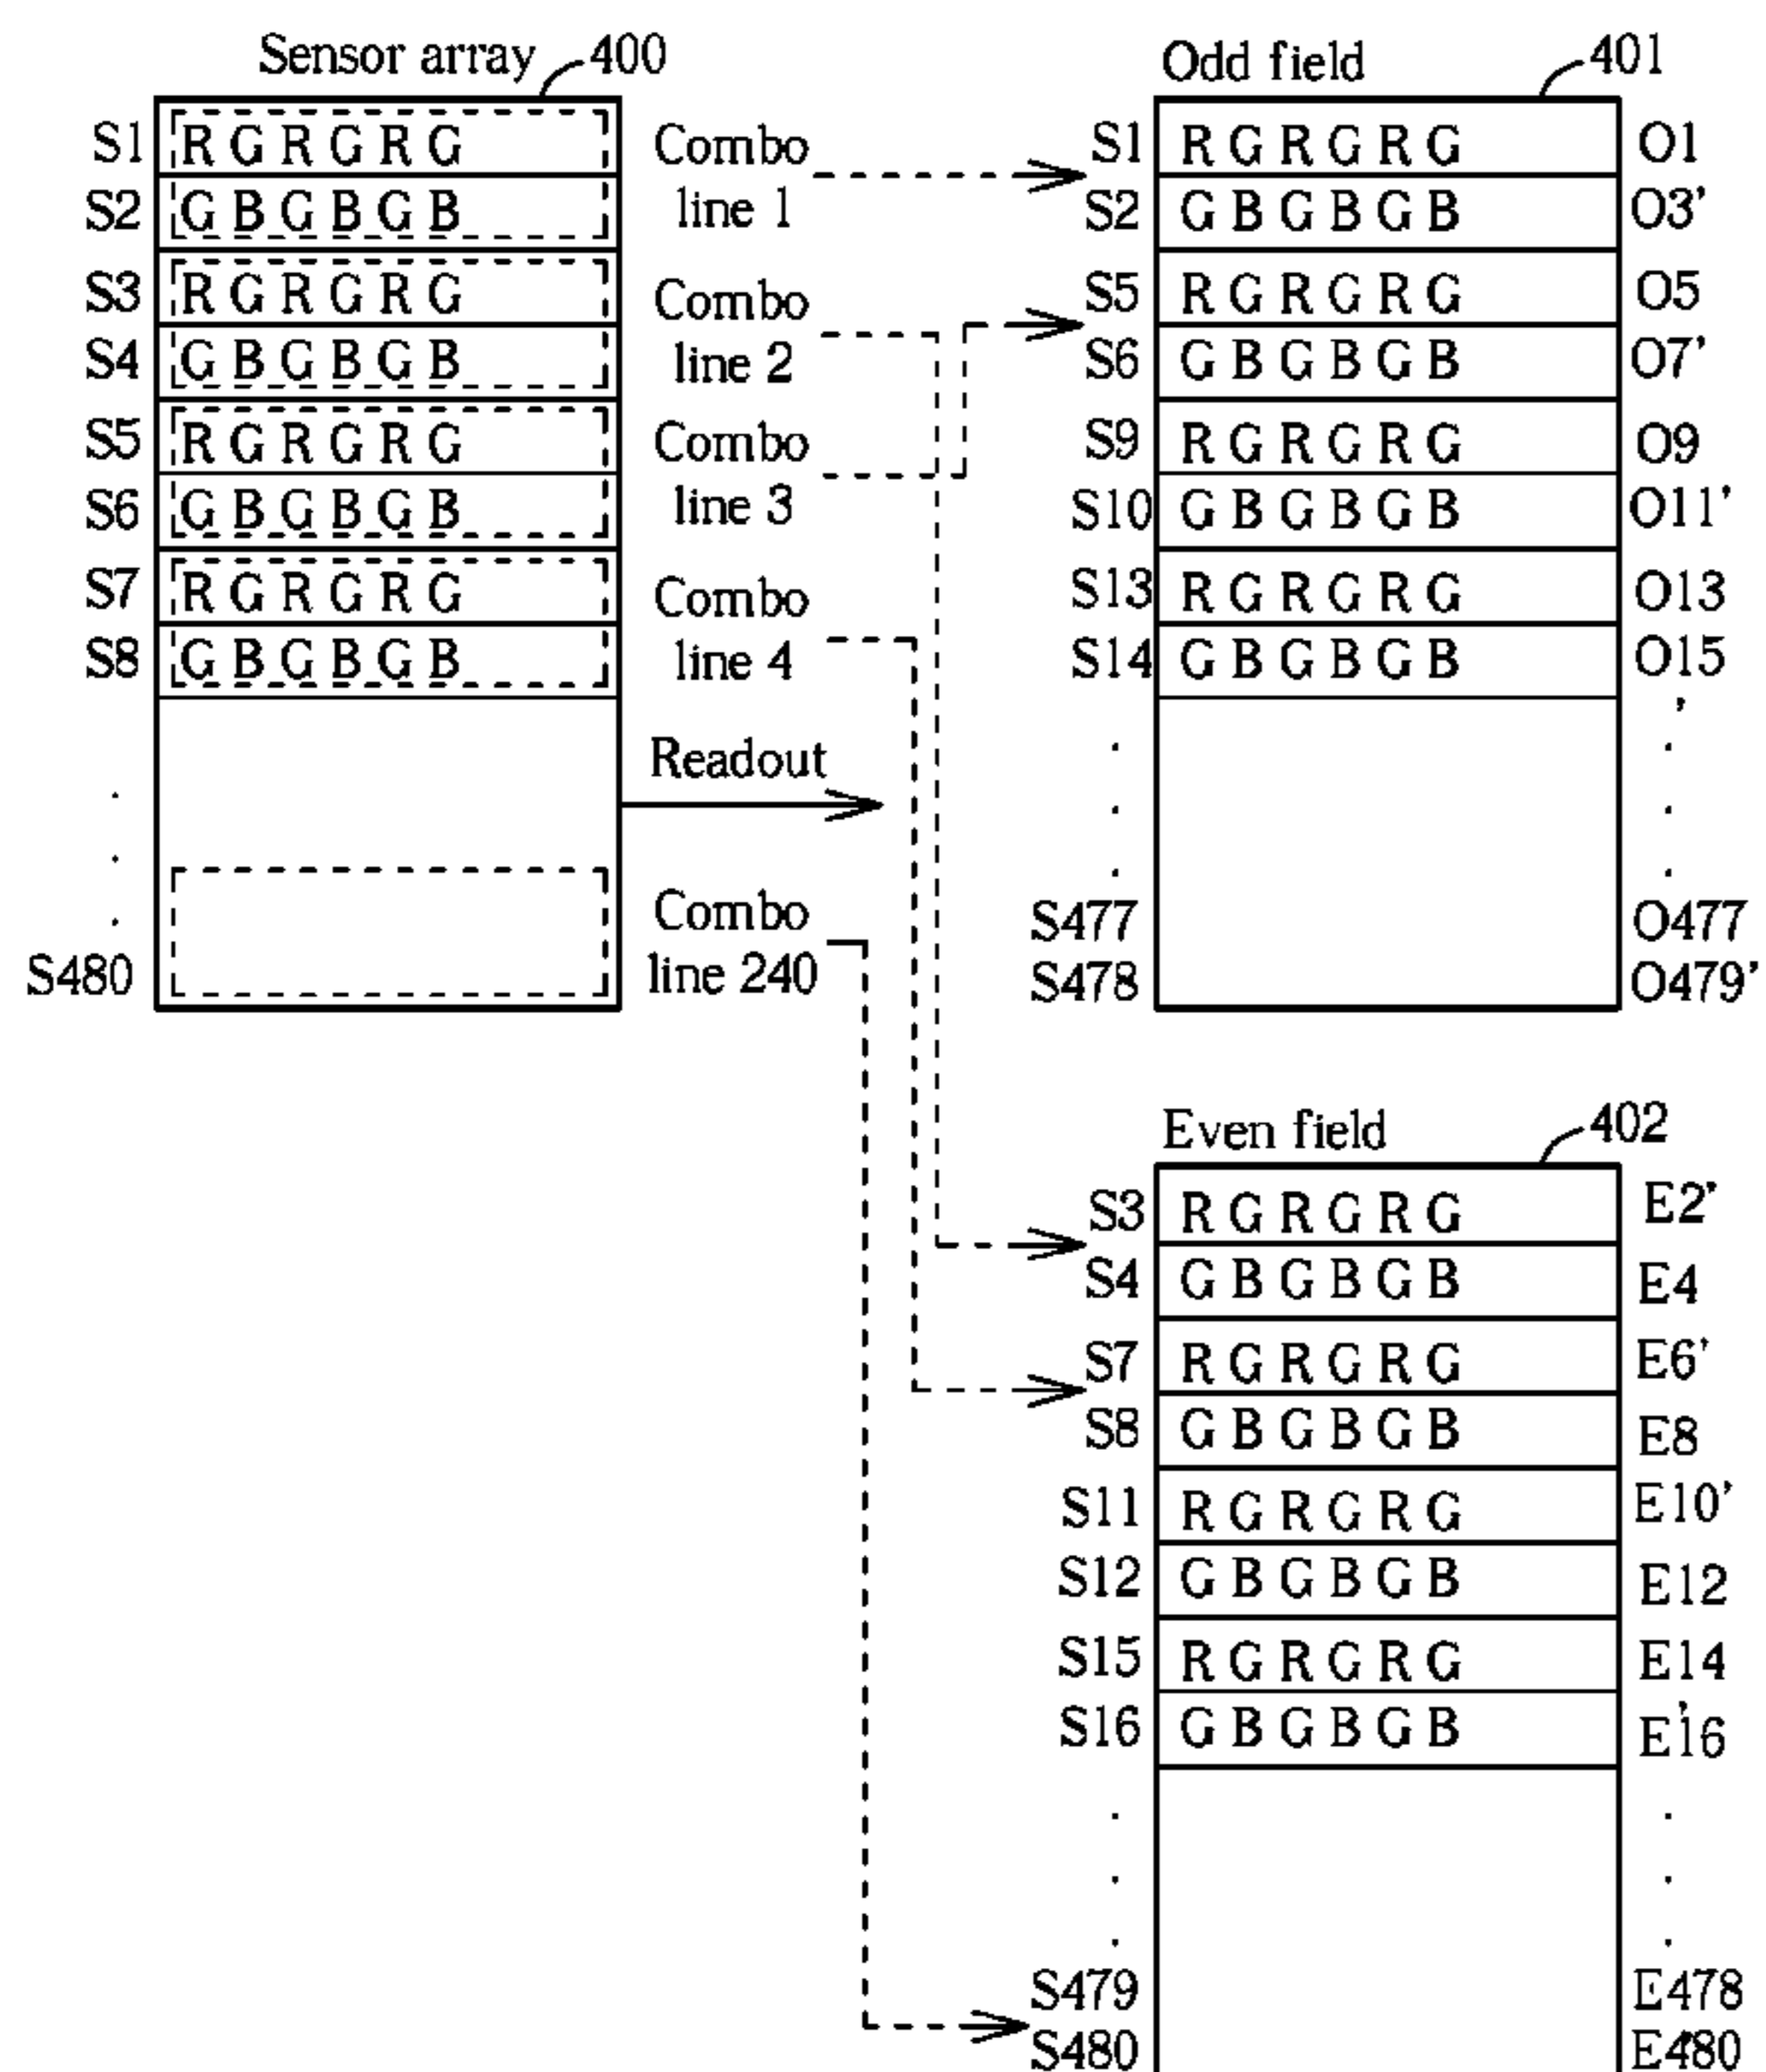 Sensor array 400
S1 R G R G R G
S2 G B G B G B
S3 R G R G R G
S4 G B G B G B
S5 R G R G R G
S6 G B G B G B
S7 R G R G R G
S8 G B G B G B
.
.
.
S480
Combo
line 1
Combo
line 2
Combo
line 3
Combo
line 4
Readout
Combo
line 240
Odd field 401
S1 R G R G R G O1
S2 G B G B G B O3'
S5 R G R G R G O5
S6 G B G B G B O7'
S9 R G R G R G O9
S10 G B G B G B O11'
S13 R G R G R G O13
S14 G B G B G B O15
'
. .
. .
. .
S477 O477
S478 O479'
Even field 402
S3 R G R G R G E2'
S4 G B G B G B E4
S7 R G R G R G E6'
S8 G B G B G B E8
S11 R G R G R G E10'
S12 G B G B G B E12
S15 R G R G R G E14
'
S16 G B G B G B E16
. .
. .
. .
S479 E478
'
S480 E480